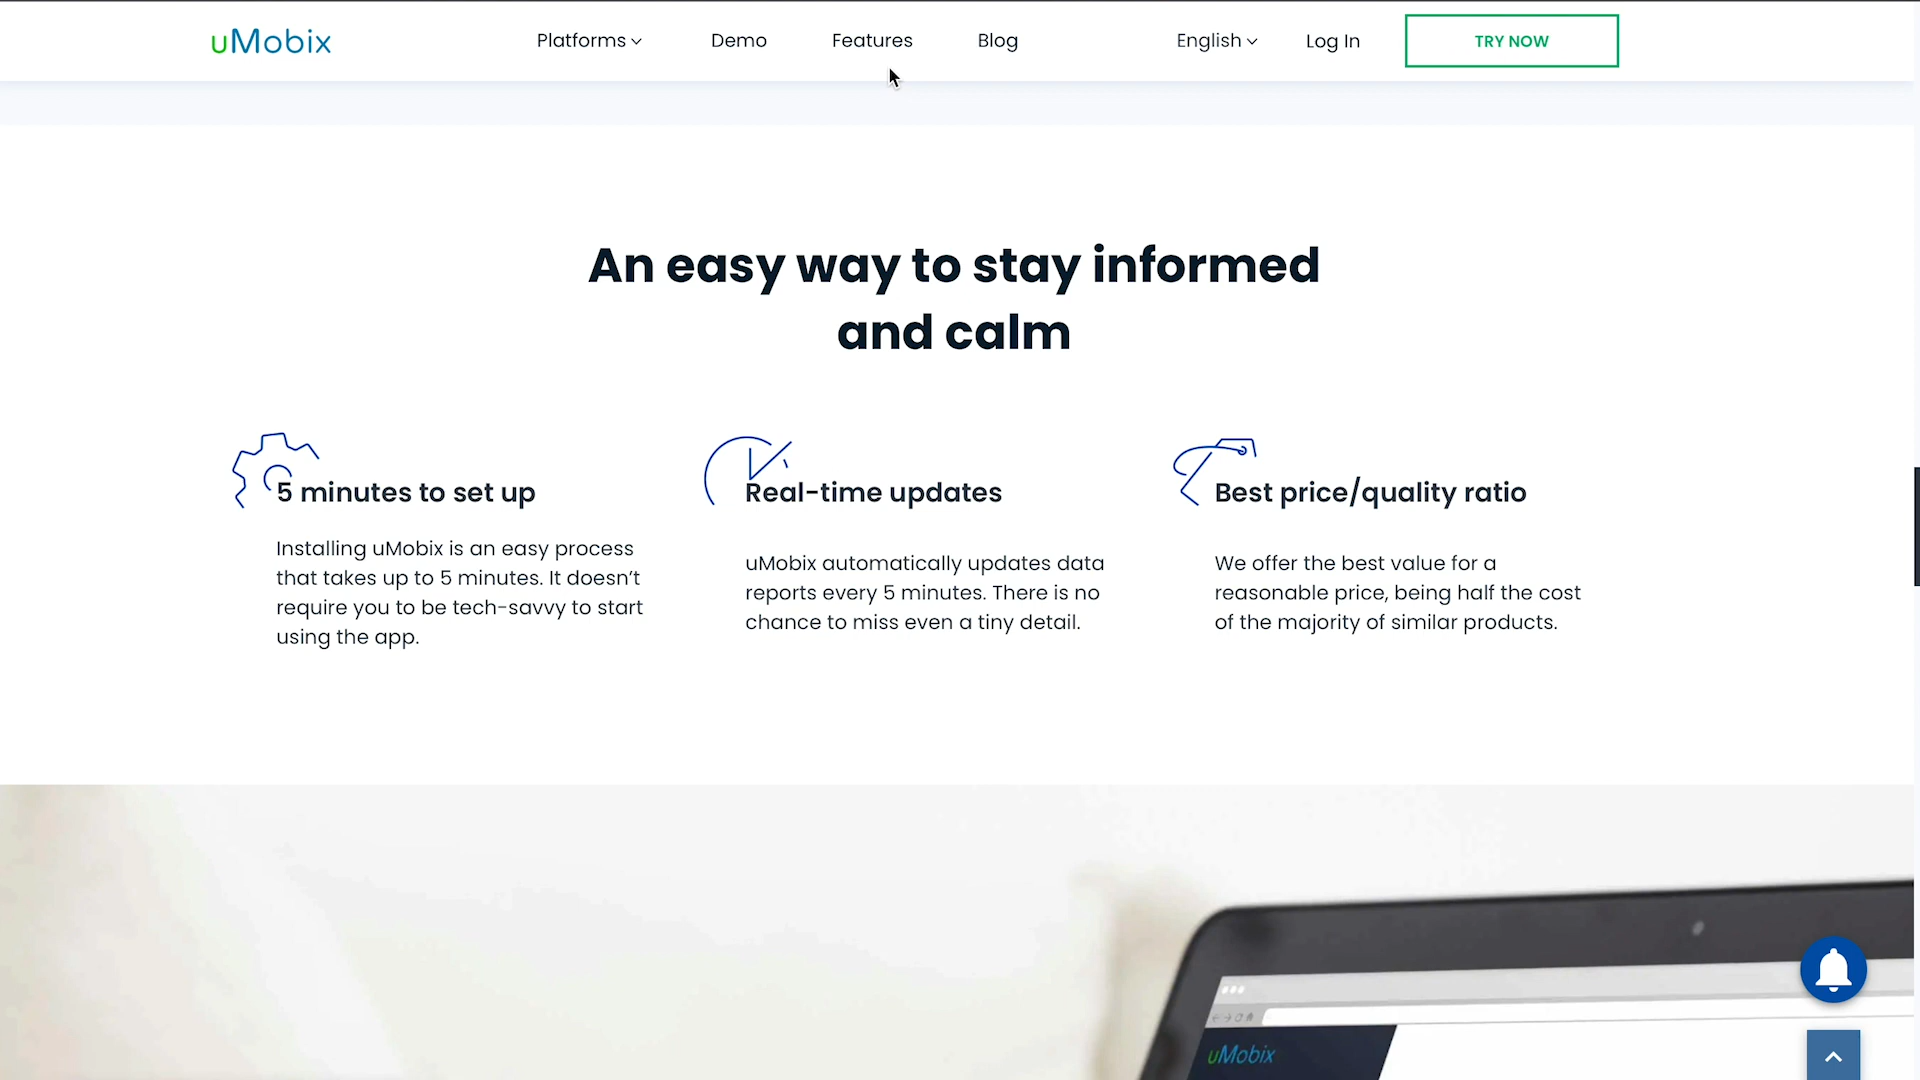 uMobix
Platforms
Demo
Features
Blog
English
Log In
TRY NOW
An easy way to stay informed
and calm
5 minutes to set up
Installing uMobix is an easy process
that takes up to 5 minutes. It doesn’t
require you to be tech-savvy to start
using the app.
Real-time updates
uMobix automatically updates data
reports every 5 minutes. There is no
chance to miss even a tiny detail.
Best price/quality ratio
We offer the best value for a
reasonable price, being half the cost
of the majority of similar products.
uMobix